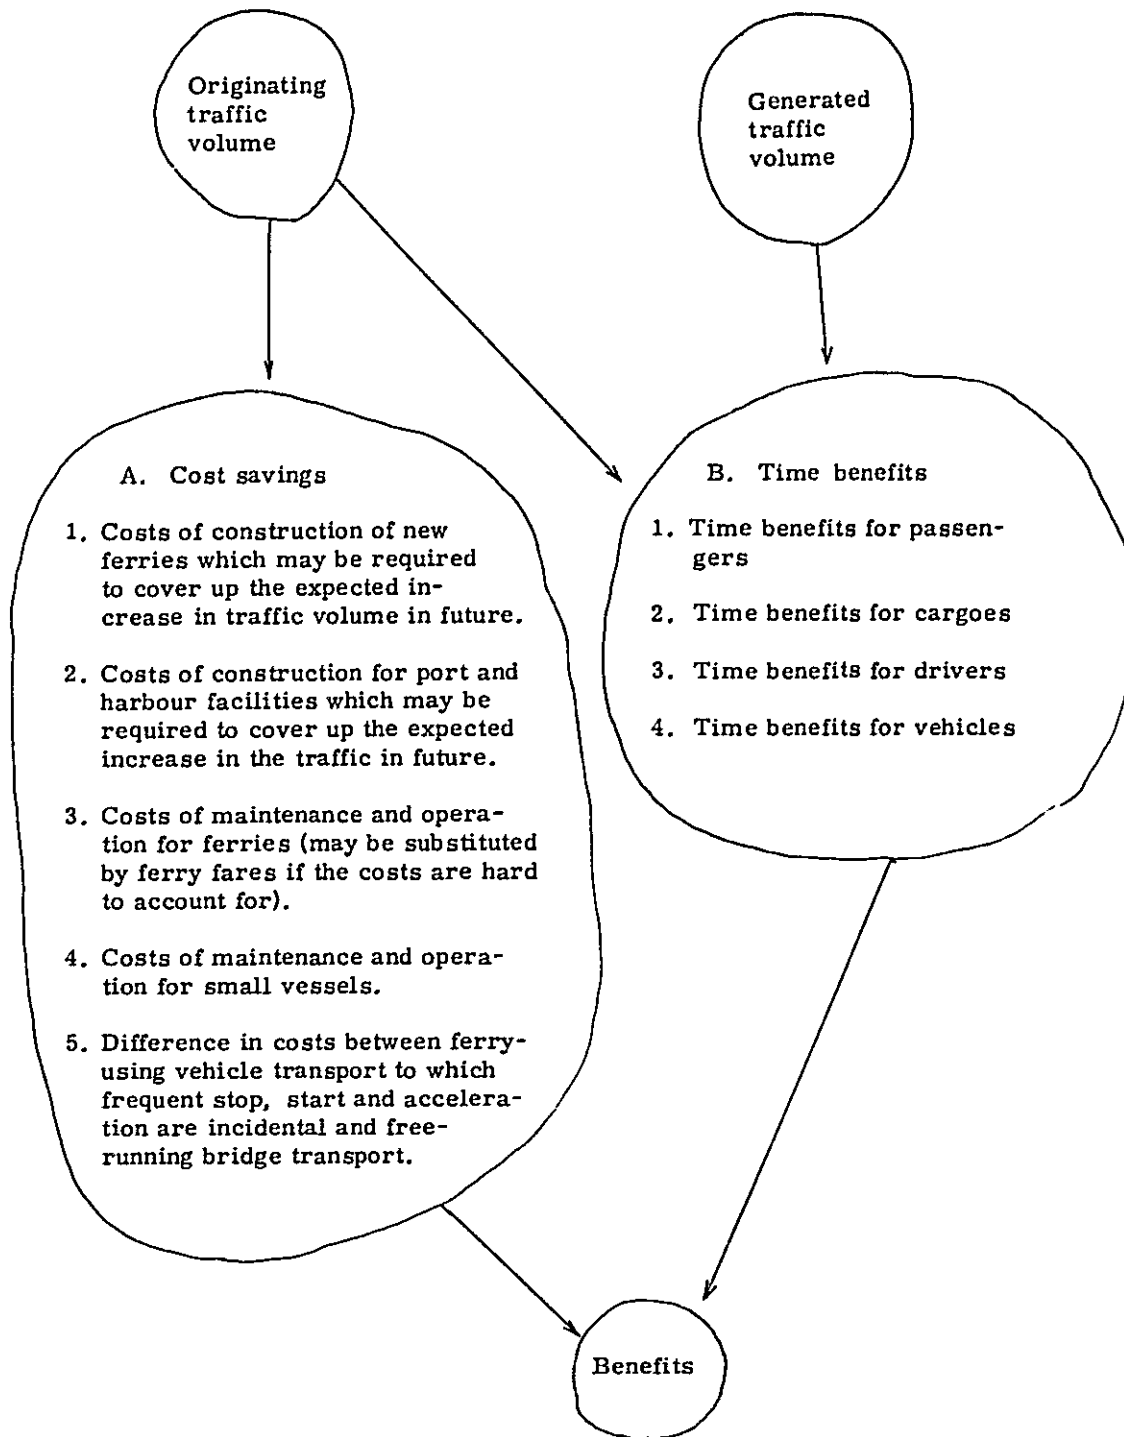 Originating
traffic
volume
Generated
traffic
volume
A. Cost savings
1. Costs of construction of new
ferries which may be required
to cover up the expected in-
crease in traffic volume in future.
2. Costs of construction for port and
harbour facilities which may be
required to cover up the expected
increase in the traffic in future.
3. Costs of maintenance and opera-
tion for ferries (may be substituted
by ferry fares if the costs are hard
to account for).
4. Costs of maintenance and opera-
tion for small vessels.
5. Difference in costs between ferry-
using vehicle transport to which
frequent stop, start and accelera-
tion are incidental and free-
running bridge transport.
B. Time benefits
1. Time benefits for passen-
gers
2. Time benefits for cargoes
3. Time benefits for drivers
4. Time benefits for vehicles
Benefits